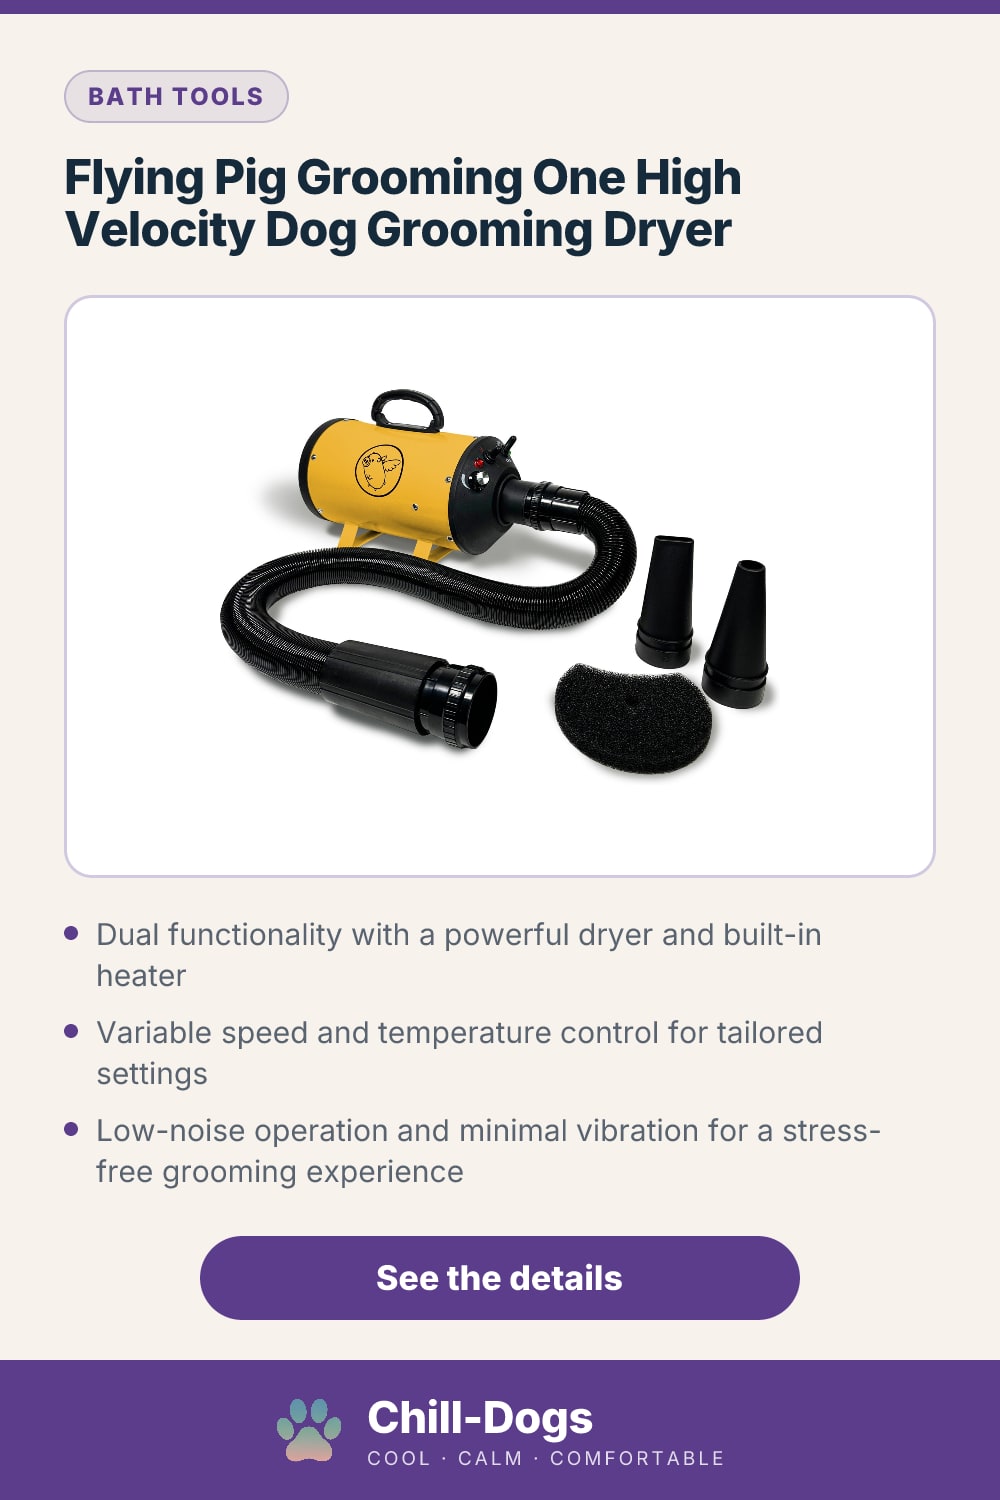 BATH TOOLS
Flying Pig Grooming One High
Velocity Dog Grooming Dryer
Dual functionality with a powerful dryer and built-in
heater
Variable speed and temperature control for tailored
settings
Low-noise operation and minimal vibration for a stress-
free grooming experience
See the details
Chill-Dogs
COOL · CALM · COMFORTABLE